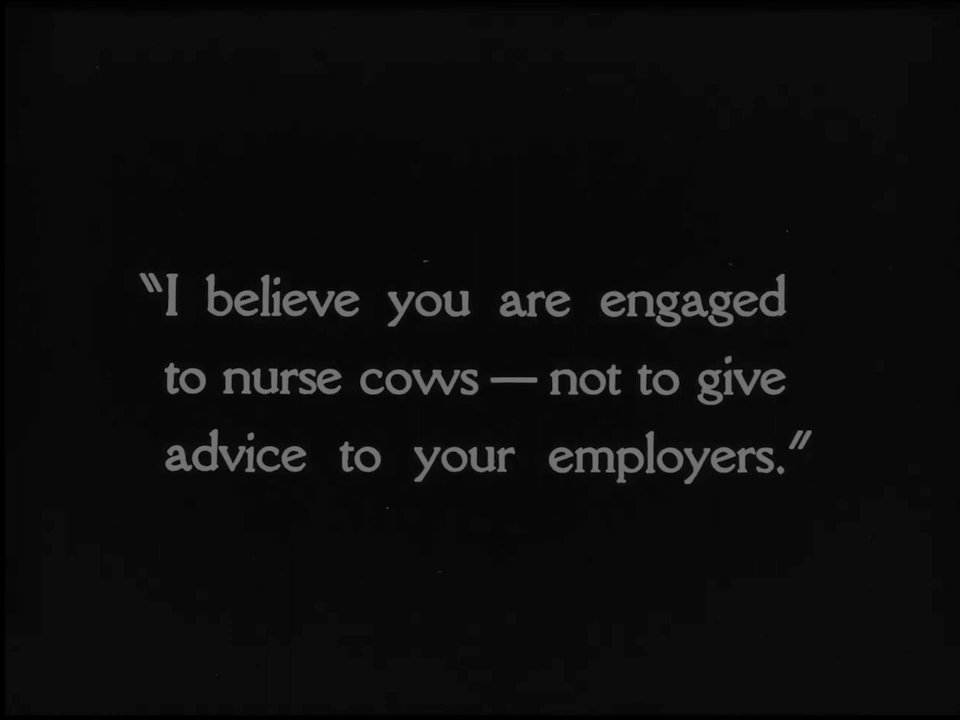 "I believe you are engaged
to nurse cows — not to give
advice to your employers."